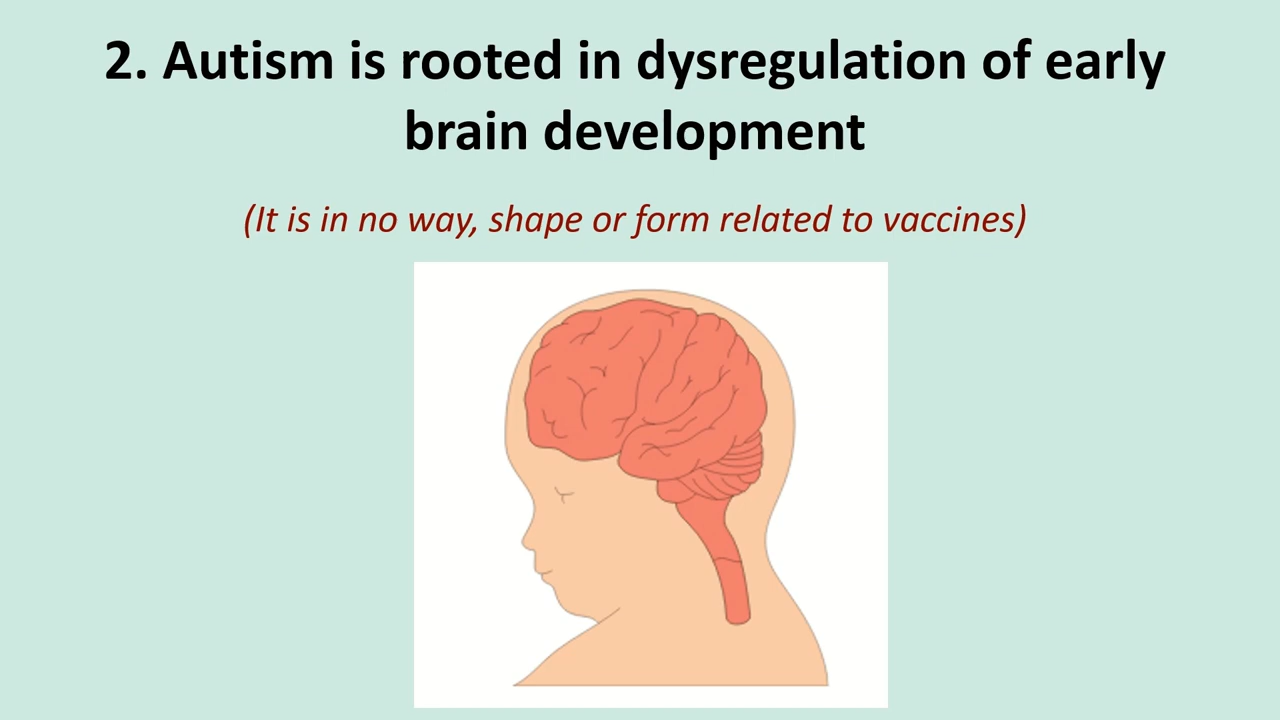 2. Autism is rooted in dysregulation of early
brain development
(It is in no way, shape or form related to vaccines)